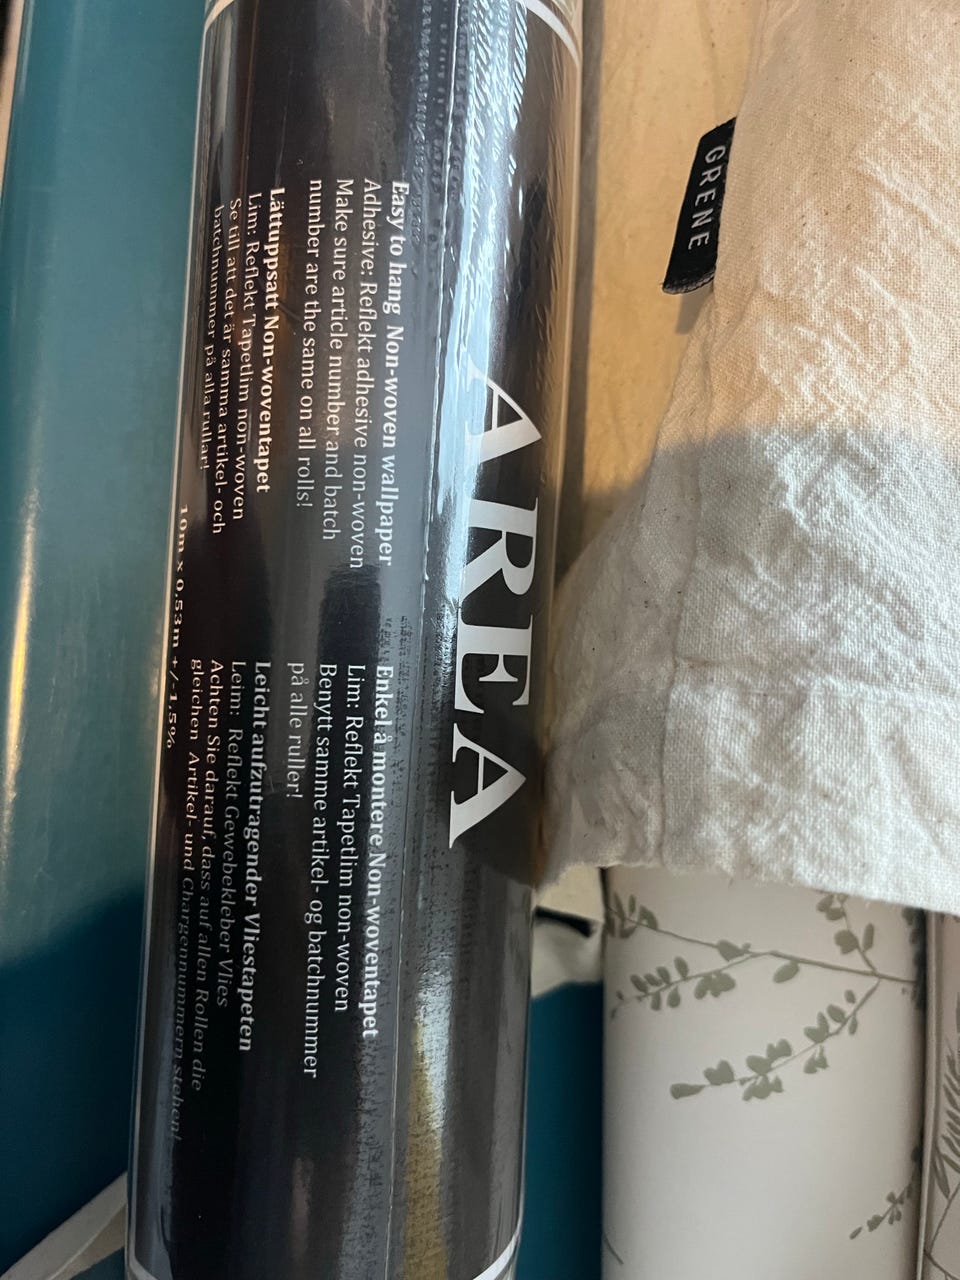 AREA
Easy to hang Non-woven wallpaper
Adhesive: Reflekt adhesive non-woven
Make sure article number and batch
number are the same on all rolls!
Lättuppsatt Non-woventapet
Lim: Reflekt Tapetlim non-woven
Se till att det är samma artikel- och
batchnummer på alla rullar!
Enkel å montere Non-woventapet
Lim: Reflekt Tapetlim non-woven
Benytt samme artikel- og batchnummer
på alle ruller!
Leicht aufzutragender Vliestapeten
Leim: Reflekt Gewebekleber Vlies
Achten Sie darauf, dass auf allen Rollen die
gleichen Artikel- und Chargennummern stehen!
10m x 0,53m +/-1,5%
GRENE